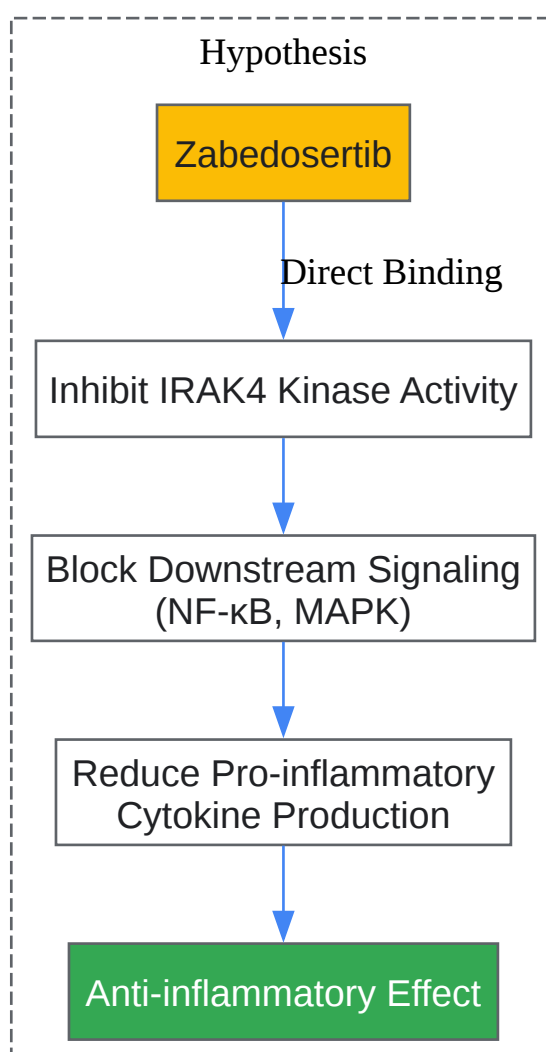 Hypothesis
Zabedosertib
Direct Binding
Inhibit IRAK4 Kinase Activity
Block Downstream Signaling
(NF-κB, MAPK)
Reduce Pro-inflammatory
Cytokine Production
Anti-inflammatory Effect